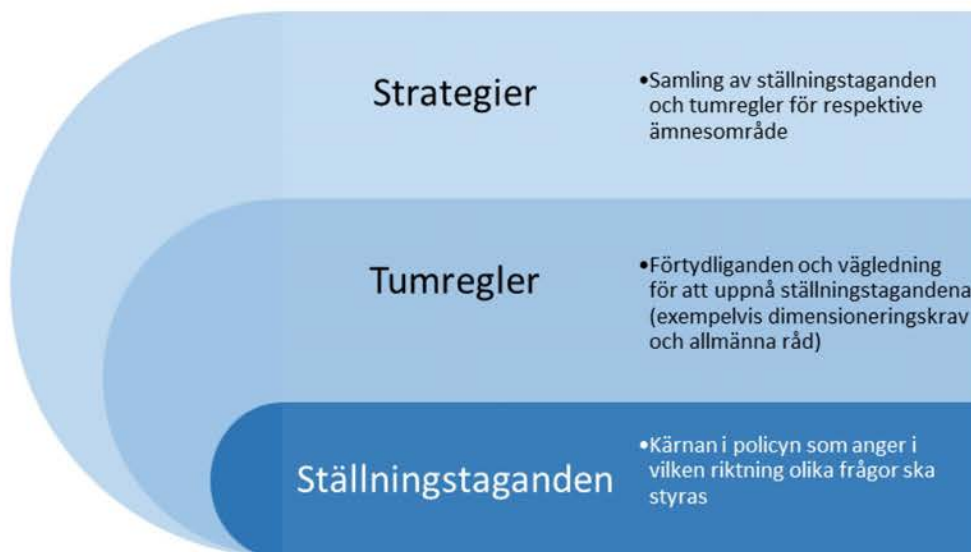 Strategier
•Samling av ställningstaganden
och tumregler för respektive
ämnesområde
Tumregler
•Förtydliganden och vägledning
för att uppnå ställningstagandena
(exempelvis dimensioneringskrav
och allmänna råd)
Ställningstaganden
•Kärnan i policyn som anger i
vilken riktning olika frågor ska
styras